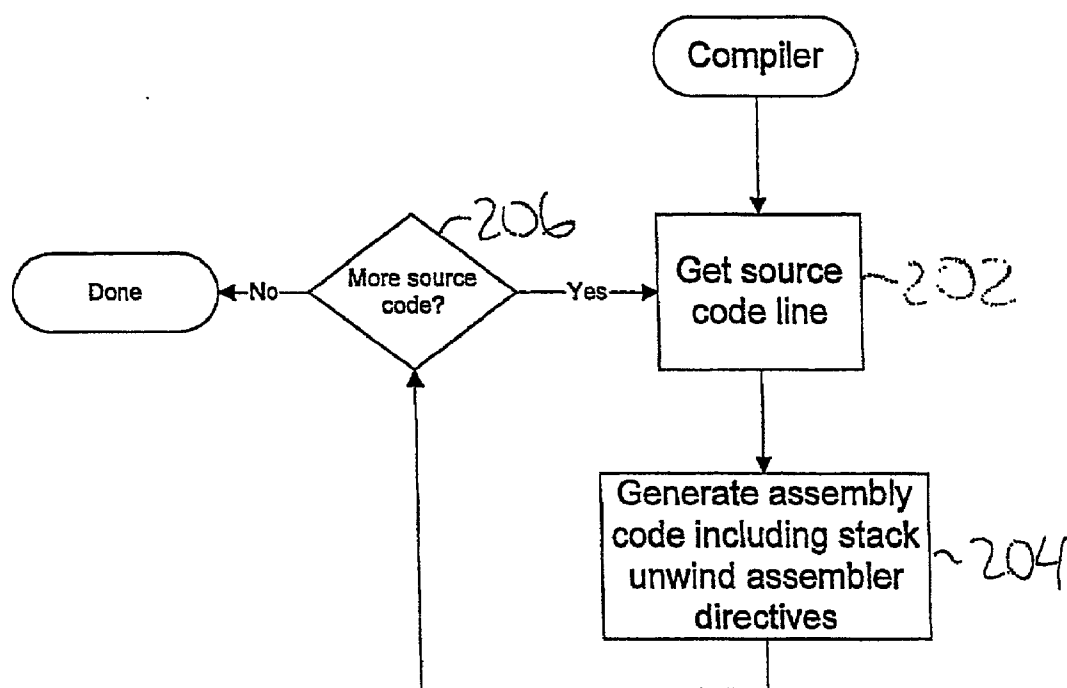 Compiler
206
Done
No
More source
code?
Yes
Get source
code line
202
Generate assembly
code including stack
unwind assembler
directives
204